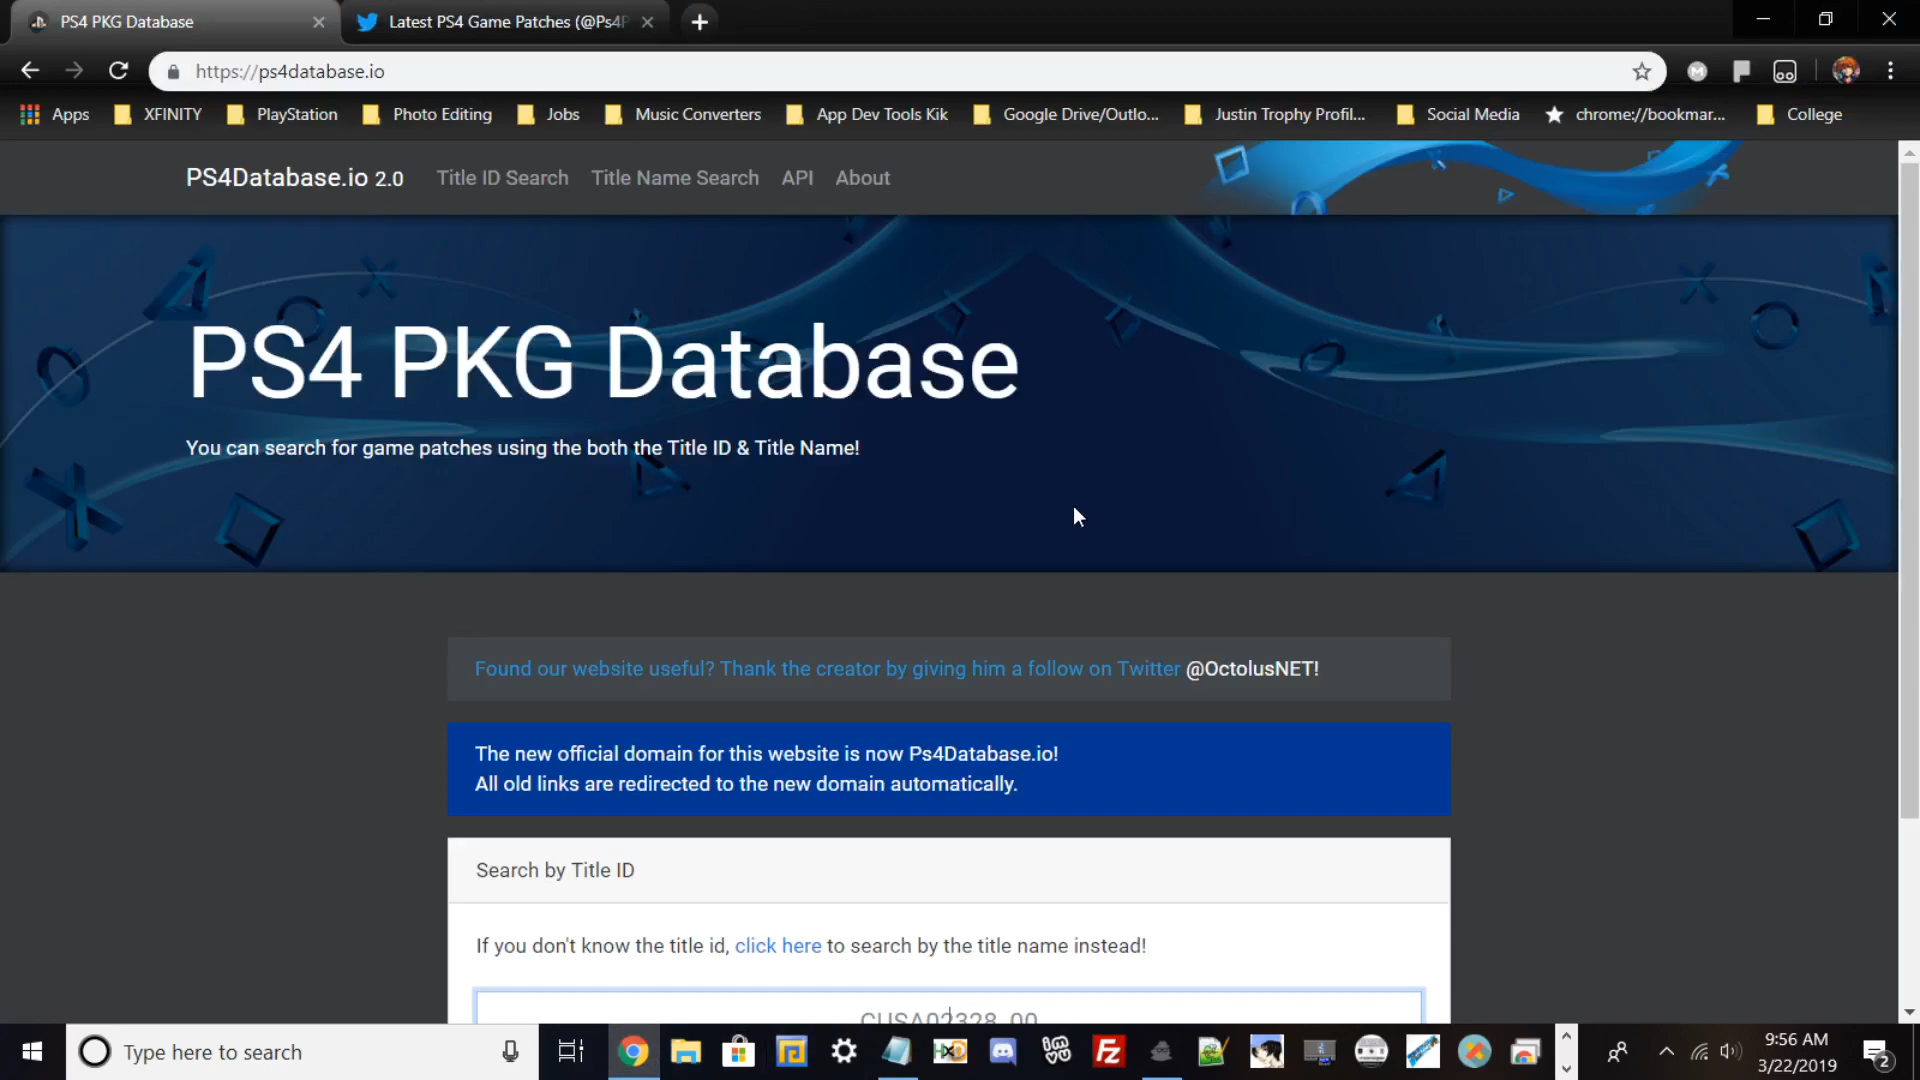 PS4 PKG Database
Latest PS4 Game Patches (@Ps4P
https://ps4database.io
Apps
XFINITY
PlayStation
Photo Editing
Jobs
Music Converters
App Dev Tools Kik
Google Drive/Outlo...
Justin Trophy Profil...
Social Media
chrome://bookmar...
College
PS4Database.io 2.0
Title ID Search
Title Name Search
API
About
PS4 PKG Database
You can search for game patches using the both the Title ID & Title Name!
Found our website useful? Thank the creator by giving him a follow on Twitter @OctolusNET!
The new official domain for this website is now Ps4Database.io!
All old links are redirected to the new domain automatically.
Search by Title ID
If you don't know the title id, click here to search by the title name instead!
CUSA02328_00
Type here to search
9:56 AM
3/22/2019
2